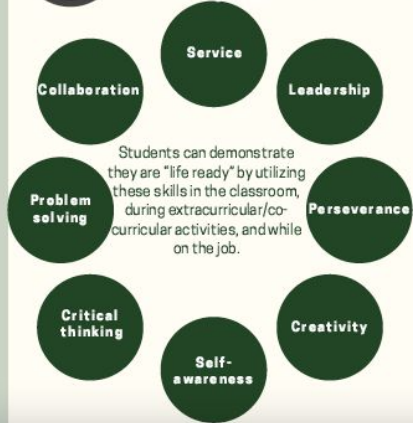 Service
Collaboration
Leadership
Students can demonstrate
they are "life ready" by utilizing
these skills in the classroom,
during extracurricular/co-
curricular activities, and while
on the job.
Problem
solving
Perseverance
Critical
thinking
Creativity
Self-
awareness